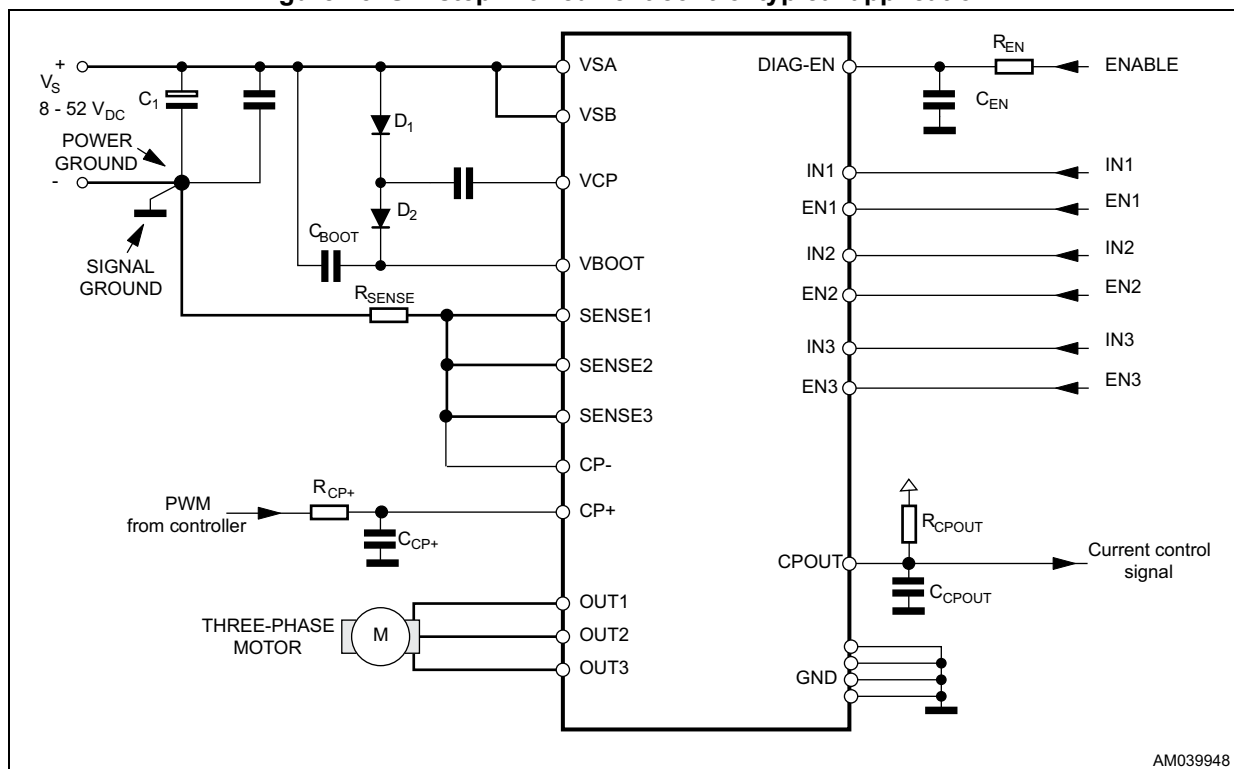 VSA
VSB
VCP
VBOOT
SENSE1
SENSE2
SENSE3
CP-
CP+
OUT1
OUT2
OUT3
DIAG-EN
IN1
EN1
IN2
EN2
IN3
EN3
CPOUT
GND
+
VS
8 - 52 VDC
C1
POWER
GROUND
-
SIGNAL
GROUND
D1
D2
CBOOT
RSENSE
PWM
from controller
RCP+
CCP+
THREE-PHASE
MOTOR
M
REN
ENABLE
CEN
IN1
EN1
IN2
EN2
IN3
EN3
RCPOUT
Current control
signal
CCPOUT
AM039948